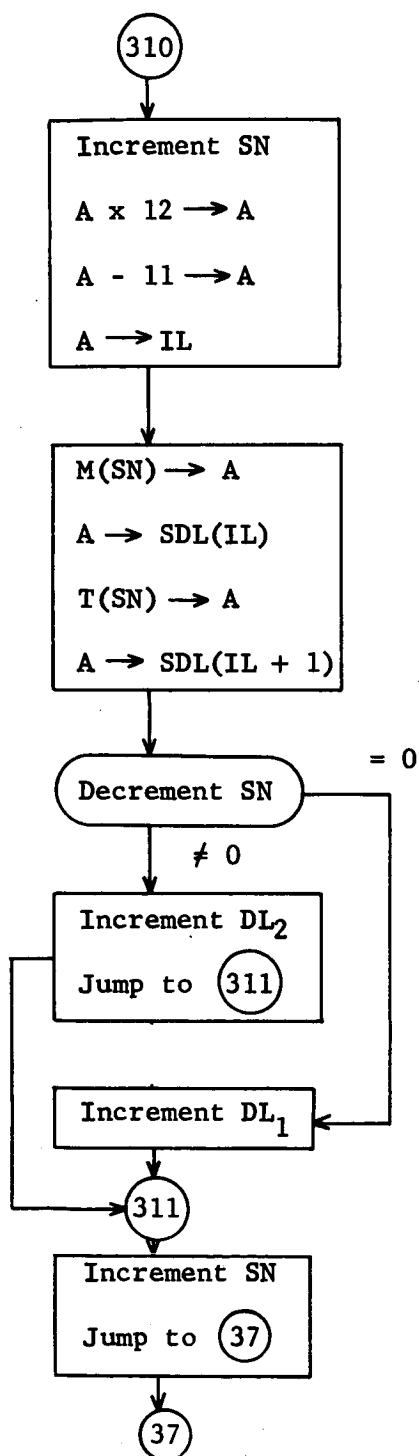 310
Increment SN
A x 12 → A
A - 11 → A
A → IL
M(SN) → A
A → SDL(IL)
T(SN) → A
A → SDL(IL + 1)
= 0
Decrement SN
≠ 0
Increment DL₂
Jump to 311
Increment DL₁
311
Increment SN
Jump to 37
37